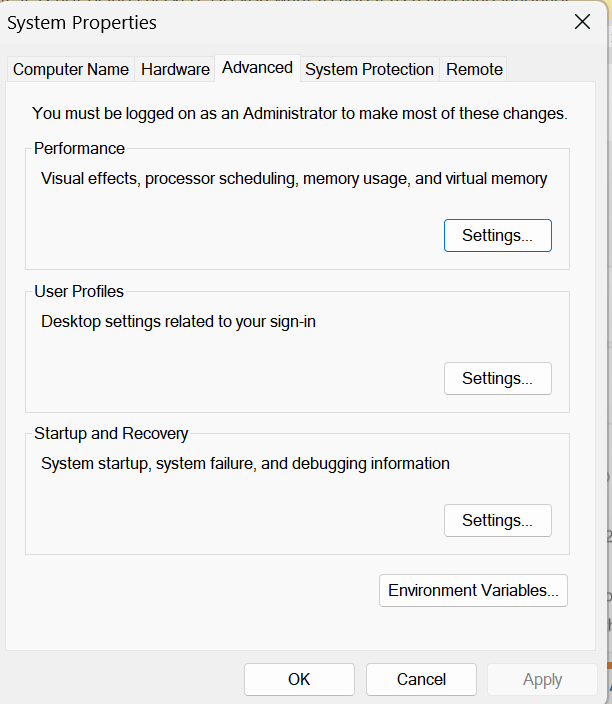 System Properties
Computer Name Hardware Advanced System Protection Remote
You must be logged on as an Administrator to make most of these changes.
Performance
Visual effects, processor scheduling, memory usage, and virtual memory
Settings...
User Profiles
Desktop settings related to your sign-in
Settings...
Startup and Recovery
System startup, system failure, and debugging information
Settings...
Environment Variables...
OK Cancel Apply